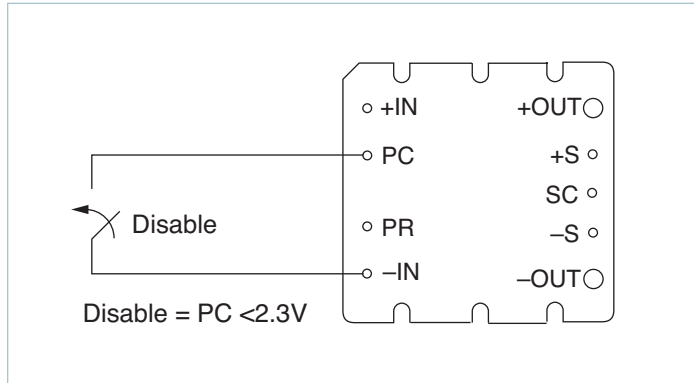 +IN +OUT
PC +S
SC
Disable
PR –S
–IN –OUT
Disable = PC <2.3V